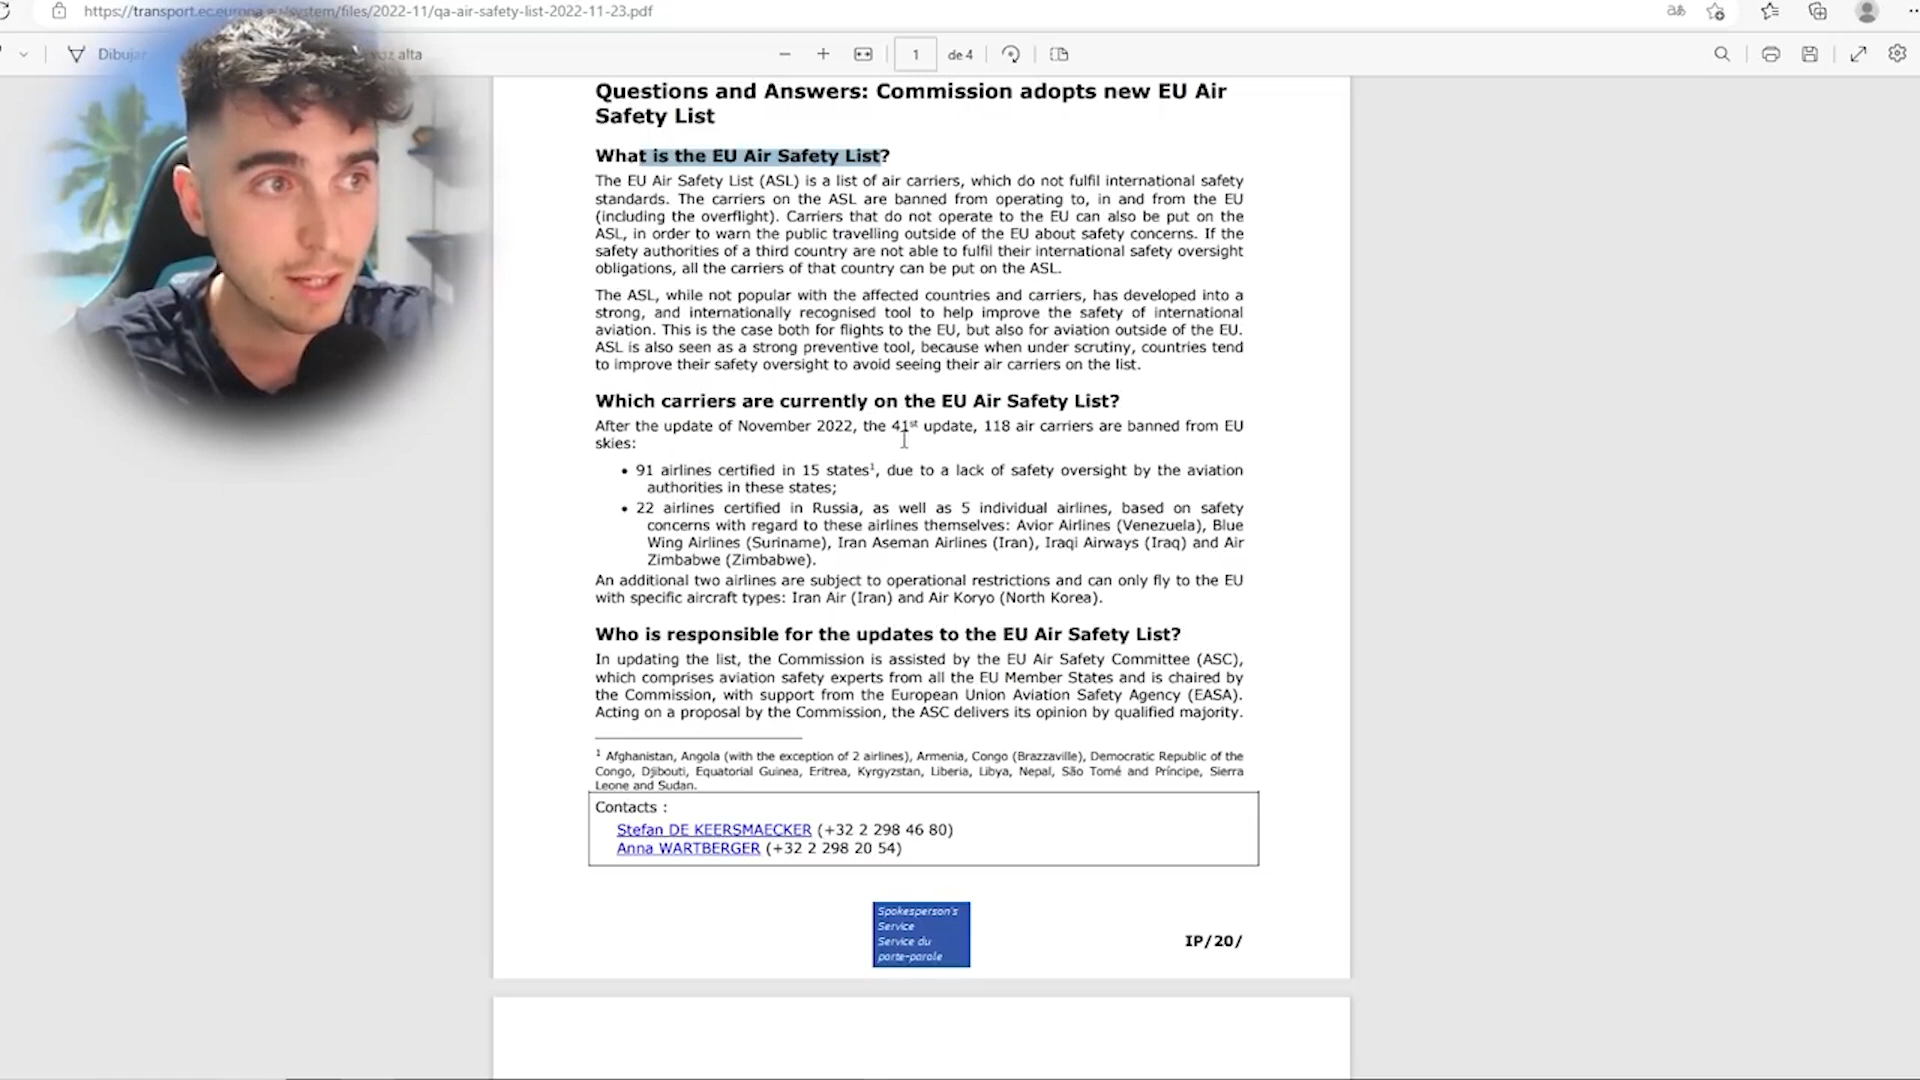 https://transport.ec.europa.eu/system/files/2022-11/qa-air-safety-list-2022-11-23.pdf
Dibujar alta 1 de 4
Questions and Answers: Commission adopts new EU Air
Safety List
What is the EU Air Safety List?
The EU Air Safety List (ASL) is a list of air carriers, which do not fulfil international safety
standards. The carriers on the ASL are banned from operating to, in and from the EU
(including the overflight). Carriers that do not operate to the EU can also be put on the
ASL, in order to warn the public travelling outside of the EU about safety concerns. If the
safety authorities of a third country are not able to fulfil their international safety oversight
obligations, all the carriers of that country can be put on the ASL.
The ASL, while not popular with the affected countries and carriers, has developed into a
strong, and internationally recognised tool to help improve the safety of international
aviation. This is the case both for flights to the EU, but also for aviation outside of the EU.
ASL is also seen as a strong preventive tool, because when under scrutiny, countries tend
to improve their safety oversight to avoid seeing their air carriers on the list.
Which carriers are currently on the EU Air Safety List?
After the update of November 2022, the 41st update, 118 air carriers are banned from EU
skies:
• 91 airlines certified in 15 states¹, due to a lack of safety oversight by the aviation
authorities in these states;
• 22 airlines certified in Russia, as well as 5 individual airlines, based on safety
concerns with regard to these airlines themselves: Avior Airlines (Venezuela), Blue
Wing Airlines (Suriname), Iran Aseman Airlines (Iran), Iraqi Airways (Iraq) and Air
Zimbabwe (Zimbabwe).
An additional two airlines are subject to operational restrictions and can only fly to the EU
with specific aircraft types: Iran Air (Iran) and Air Koryo (North Korea).
Who is responsible for the updates to the EU Air Safety List?
In updating the list, the Commission is assisted by the EU Air Safety Committee (ASC),
which comprises aviation safety experts from all the EU Member States and is chaired by
the Commission, with support from the European Union Aviation Safety Agency (EASA).
Acting on a proposal by the Commission, the ASC delivers its opinion by qualified majority.
¹ Afghanistan, Angola (with the exception of 2 airlines), Armenia, Congo (Brazzaville), Democratic Republic of the
Congo, Djibouti, Equatorial Guinea, Eritrea, Kyrgyzstan, Liberia, Libya, Nepal, São Tomé and Príncipe, Sierra
Leone and Sudan.
Contacts :
Stefan DE KEERSMAECKER (+32 2 298 46 80)
Anna WARTBERGER (+32 2 298 20 54)
Spokesperson's
Service
Service du
porte-parole
IP/20/